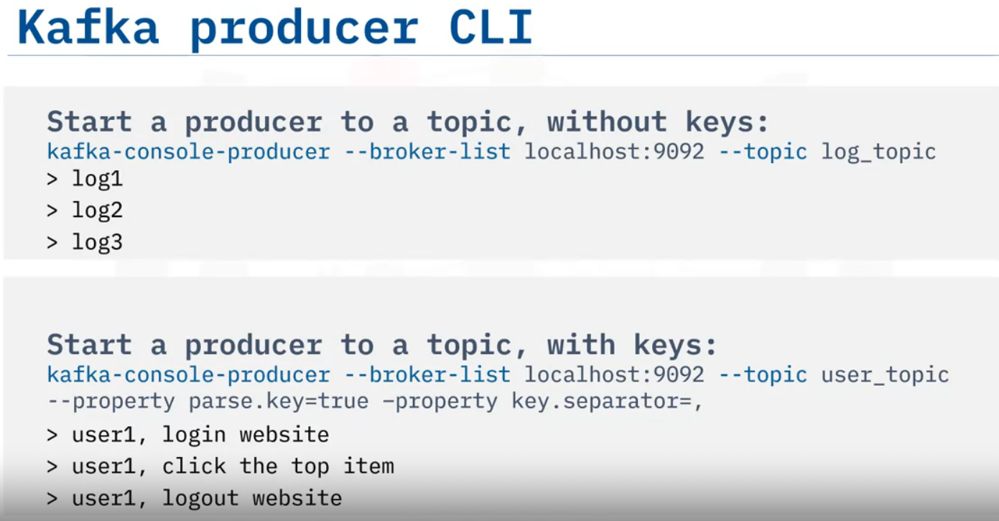 Kafka producer CLI
Start a producer to a topic, without keys:
kafka-console-producer --broker-list localhost:9092 --topic log_topic
> log1
> log2
> log3
Start a producer to a topic, with keys:
kafka-console-producer --broker-list localhost:9092 --topic user_topic
--property parse.key=true –property key.separator=,
> user1, login website
> user1, click the top item
> user1, logout website